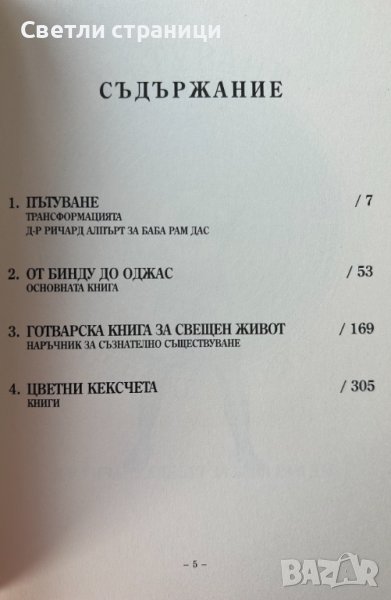 Светли страници
СЪДЪРЖАНИЕ
1. ПЪТУВАНЕ / 7
ТРАНСФОРМАЦИЯТА
Д-Р РИЧАРД АЛПЪРТ ЗА БАБА РАМ ДАС
2. ОТ БИНДУ ДО ОДЖАС / 53
ОСНОВНАТА КНИГА
3. ГОТВАРСКА КНИГА ЗА СВЕЩЕН ЖИВОТ / 169
НАРЪЧНИК ЗА СЪЗНАТЕЛНО СЪЩЕСТВУВАНЕ
4. ЦВЕТНИ КЕКСЧЕТА / 305
КНИГИ
– 5 –
BAZAR